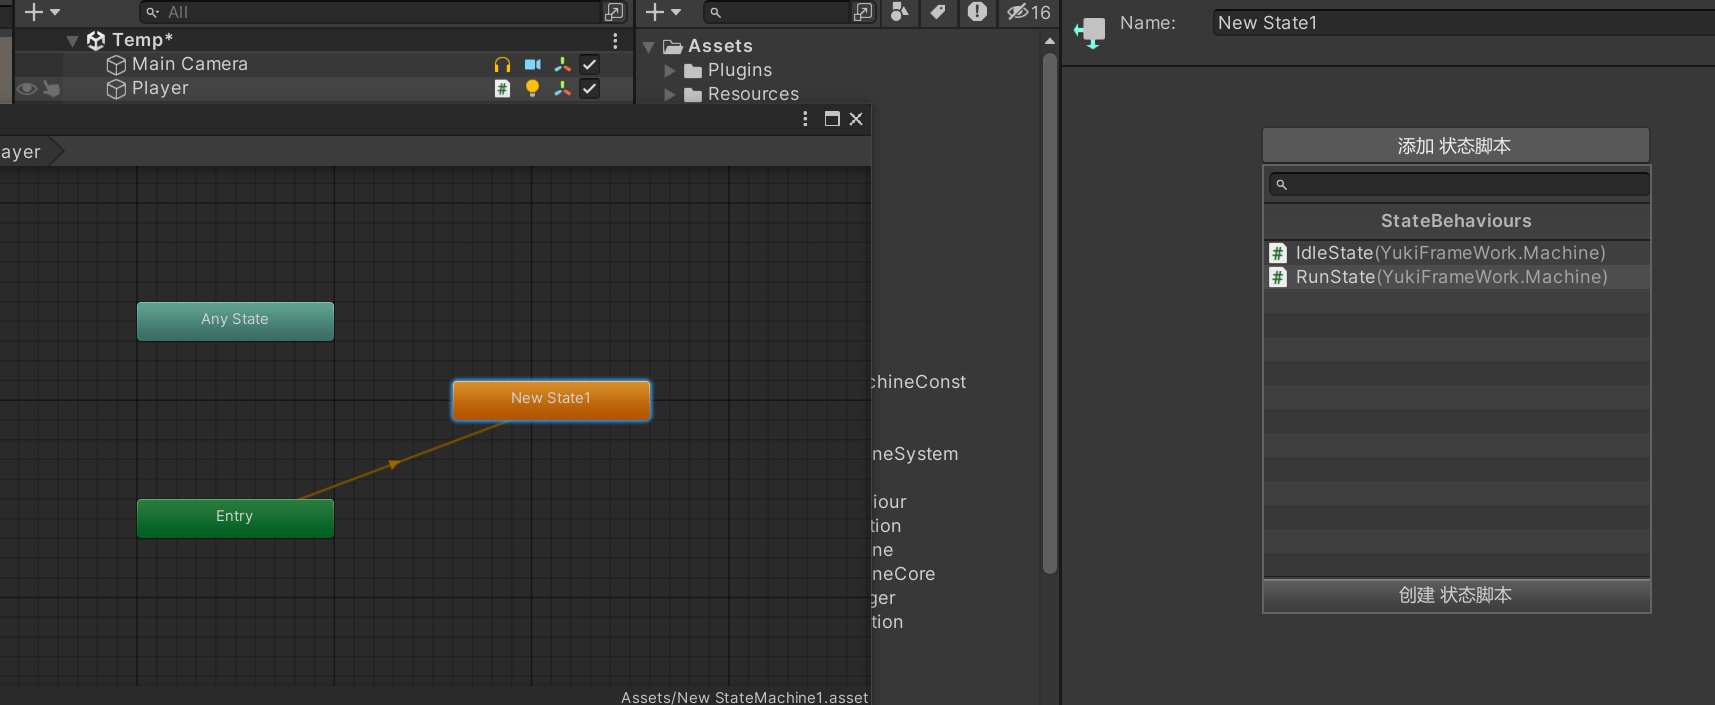 All
16
Temp*
Main Camera
Player
Assets
Plugins
Resources
Name:
New State1
ayer
Any State
New State1
Entry
chineConst
neSystem
iour
tion
ne
neCore
ger
tion
Assets/New StateMachine1.asset
添加 状态脚本
StateBehaviours
IdleState(YukiFrameWork.Machine)
RunState(YukiFrameWork.Machine)
创建 状态脚本